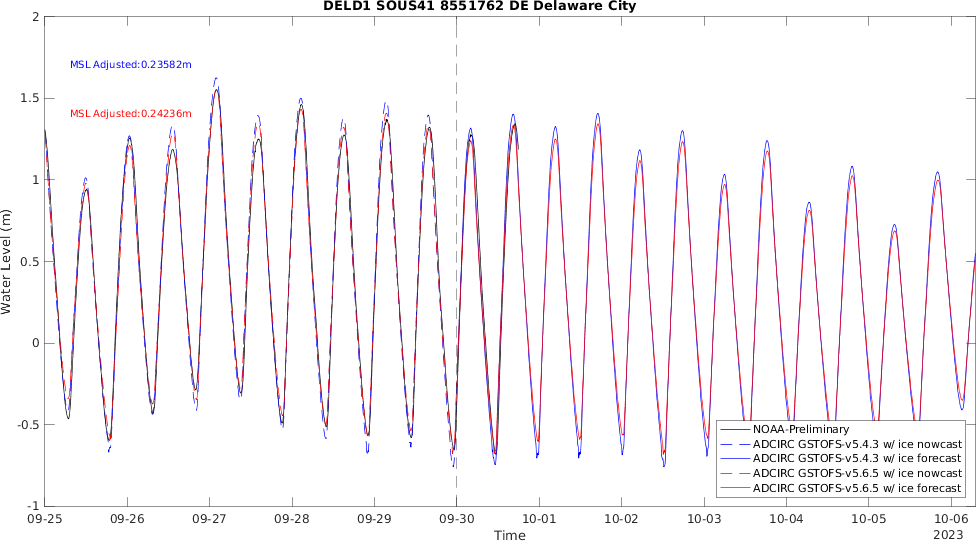 DELD1 SOUS41 8551762 DE Delaware City
2
1.5
1
0.5
0
-0.5
-1
Water Level (m)
MSL Adjusted:0.23582m
MSL Adjusted:0.24236m
NOAA-Preliminary
ADCIRC GSTOFS-v5.4.3 w/ ice nowcast
ADCIRC GSTOFS-v5.4.3 w/ ice forecast
ADCIRC GSTOFS-v5.6.5 w/ ice nowcast
ADCIRC GSTOFS-v5.6.5 w/ ice forecast
09-25 09-26 09-27 09-28 09-29 09-30 10-01 10-02 10-03 10-04 10-05 10-06
2023
Time